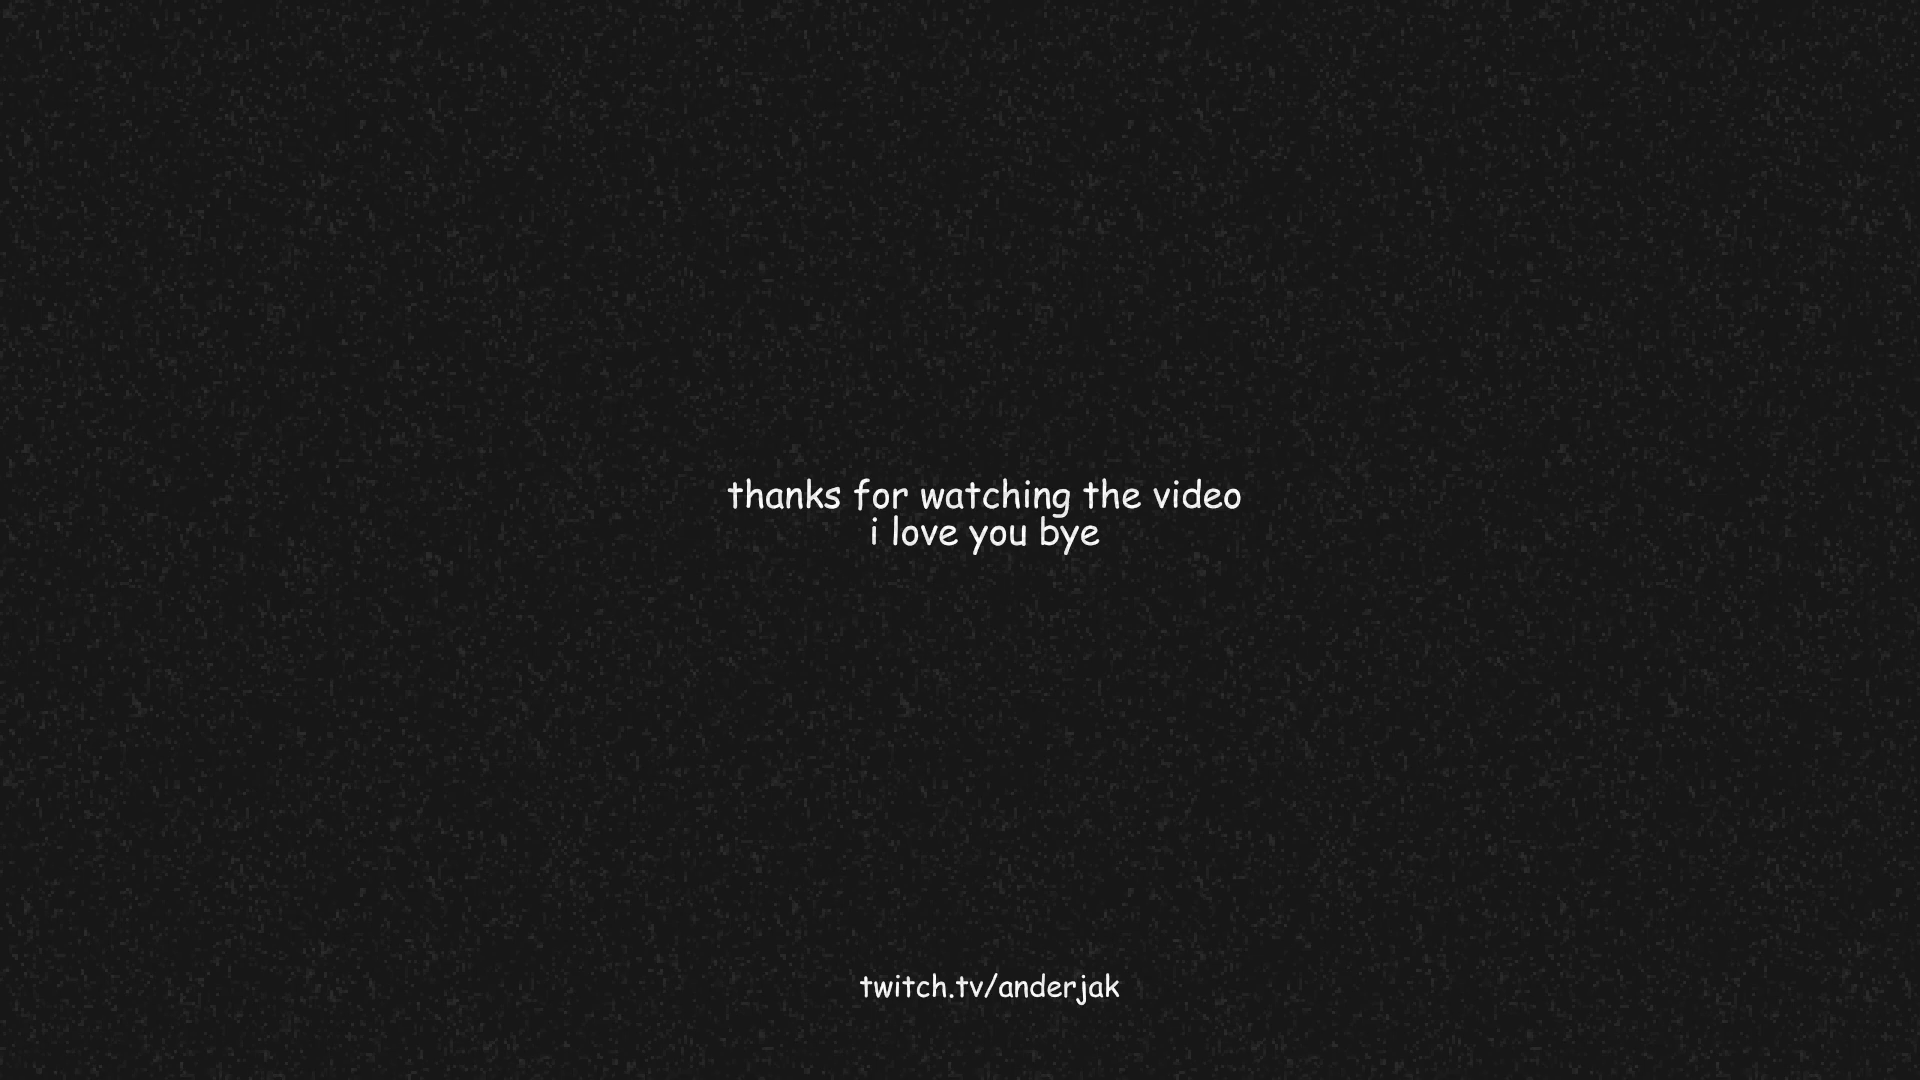 thanks for watching the video
i love you bye
twitch.tv/anderjak